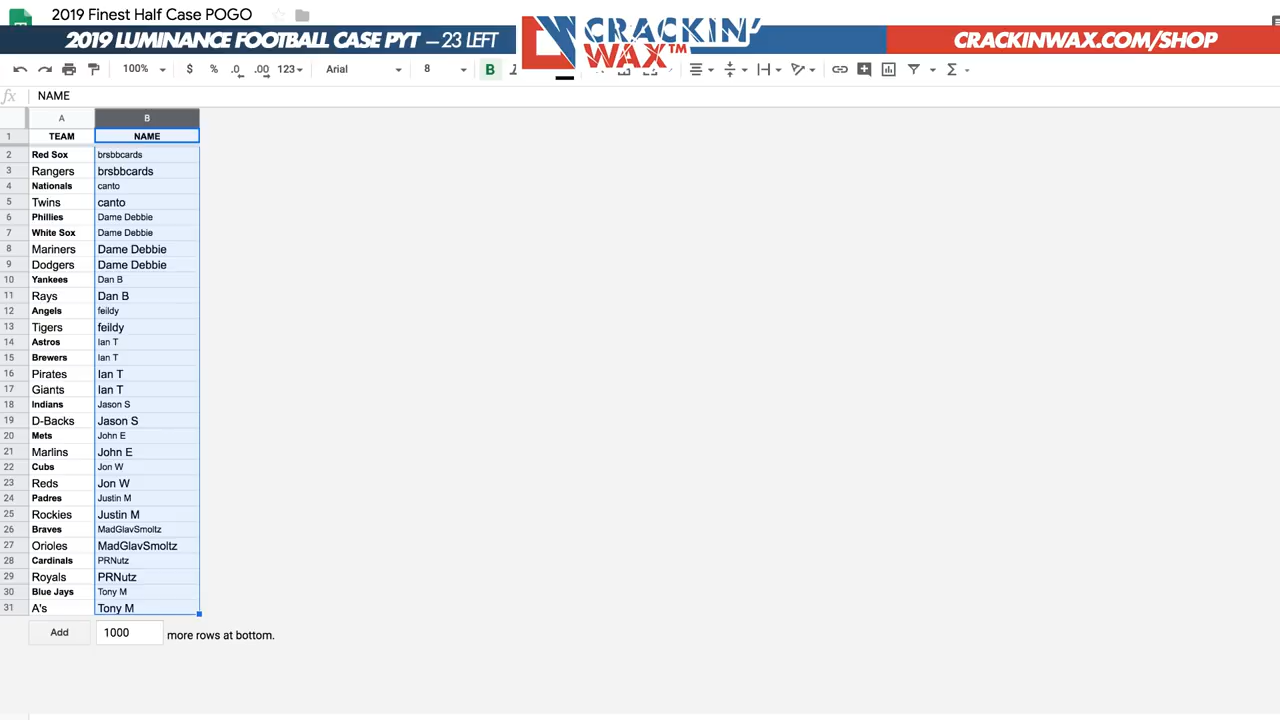 2019 Finest Half Case POGO
2019 LUMINANCE FOOTBALL CASE PYT – 23 LEFT
CRACKIN' WAX™
CRACKINWAX.COM/SHOP
100% $ % .0 .00 123 Arial 8 B
fx NAME
A B
1 TEAM NAME
2 Red Sox brsbbcards
3 Rangers brsbbcards
4 Nationals canto
5 Twins canto
6 Phillies Dame Debbie
7 White Sox Dame Debbie
8 Mariners Dame Debbie
9 Dodgers Dame Debbie
10 Yankees Dan B
11 Rays Dan B
12 Angels feildy
13 Tigers feildy
14 Astros Ian T
15 Brewers Ian T
16 Pirates Ian T
17 Giants Ian T
18 Indians Jason S
19 D-Backs Jason S
20 Mets John E
21 Marlins John E
22 Cubs Jon W
23 Reds Jon W
24 Padres Justin M
25 Rockies Justin M
26 Braves MadGlavSmoltz
27 Orioles MadGlavSmoltz
28 Cardinals PRNutz
29 Royals PRNutz
30 Blue Jays Tony M
31 A's Tony M
Add 1000 more rows at bottom.